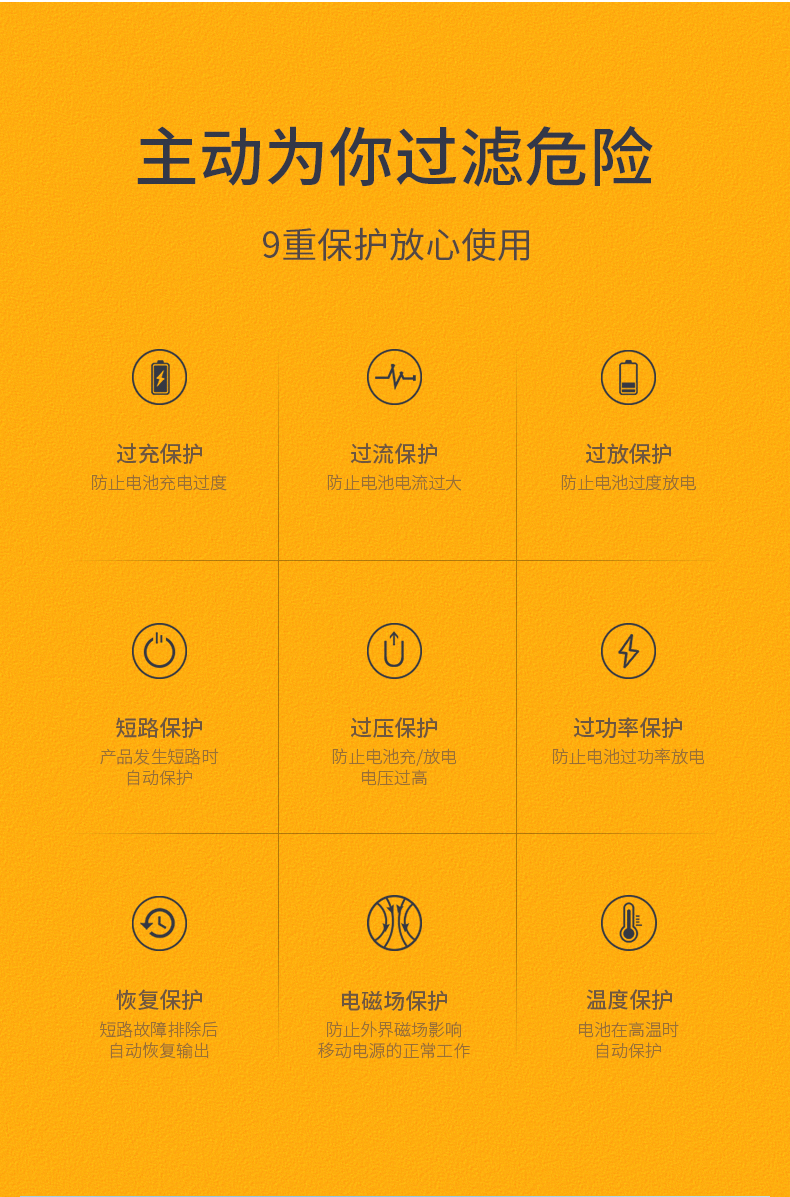 主动为你过滤危险
9重保护放心使用
过充保护
防止电池充电过度
过流保护
防止电池电流过大
过放保护
防止电池过度放电
短路保护
产品发生短路时
自动保护
过压保护
防止电池充/放电
电压过高
过功率保护
防止电池过功率放电
恢复保护
短路故障排除后
自动恢复输出
电磁场保护
防止外界磁场影响
移动电源的正常工作
温度保护
电池在高温时
自动保护